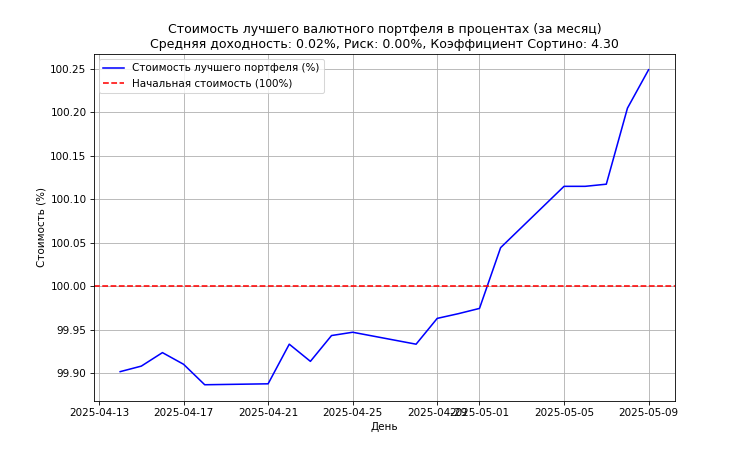 Стоимость лучшего валютного портфеля в процентах (за месяц)
Средняя доходность: 0.02%, Риск: 0.00%, Коэффициент Сортино: 4.30
Стоимость лучшего портфеля (%)
Начальная стоимость (100%)
Стоимость (%)
100.25
100.20
100.15
100.10
100.05
100.00
99.95
99.90
2025-04-13
2025-04-17
2025-04-21
2025-04-25
2025-04-29
2025-05-01
2025-05-05
2025-05-09
День